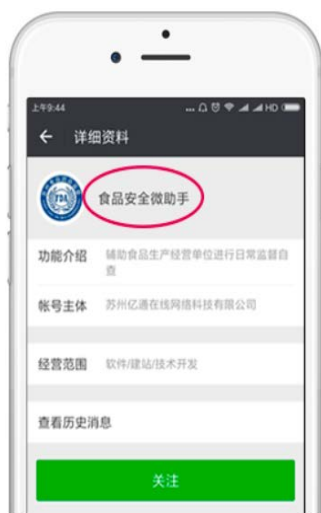 上午9:44
... HD
← 详细资料
FDA
食品安全微助手
功能介绍 辅助食品生产经营单位进行日常监督自
查
帐号主体 苏州亿通在线网络科技有限公司
经营范围 软件/建站/技术开发
查看历史消息
关注